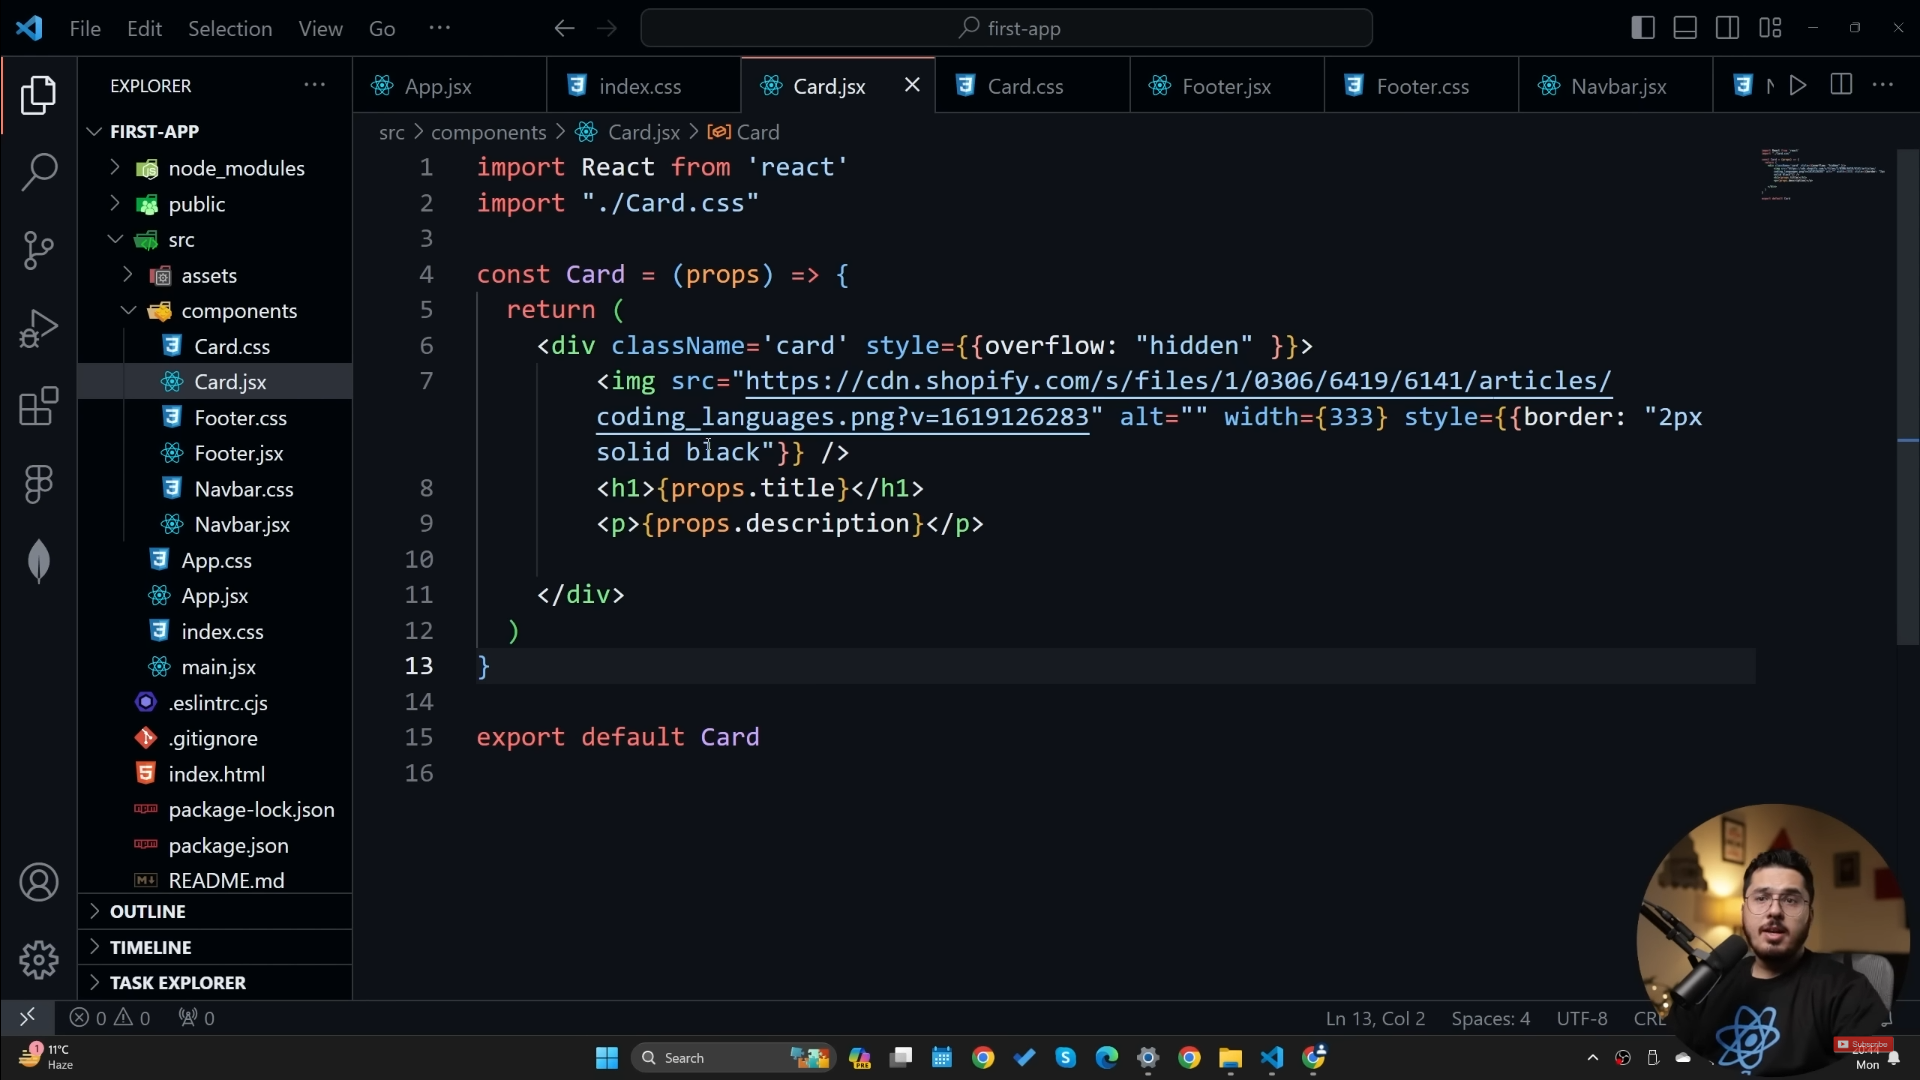 File Edit Selection View Go ··· first-app
EXPLORER ···
App.jsx index.css Card.jsx Card.css Footer.jsx Footer.css Navbar.jsx
src > components > Card.jsx > Card
FIRST-APP
node_modules
public
src
assets
components
Card.css
Card.jsx
Footer.css
Footer.jsx
Navbar.css
Navbar.jsx
App.css
App.jsx
index.css
main.jsx
.eslintrc.cjs
.gitignore
index.html
package-lock.json
package.json
README.md
OUTLINE
TIMELINE
TASK EXPLORER
1 import React from 'react'
2 import "./Card.css"
3
4 const Card = (props) => {
5 return (
6 <div className='card' style={{overflow: "hidden" }}>
7 <img src="https://cdn.shopify.com/s/files/1/0306/6419/6141/articles/
coding_languages.png?v=1619126283" alt="" width={333} style={{border: "2px
solid black"}} />
8 <h1>{props.title}</h1>
9 <p>{props.description}</p>
10
11 </div>
12 )
13 }
14
15 export default Card
16
0 0 0 Ln 13, Col 2 Spaces: 4 UTF-8
1 11°C
Haze
Search
PRE
Subscribe
Mon